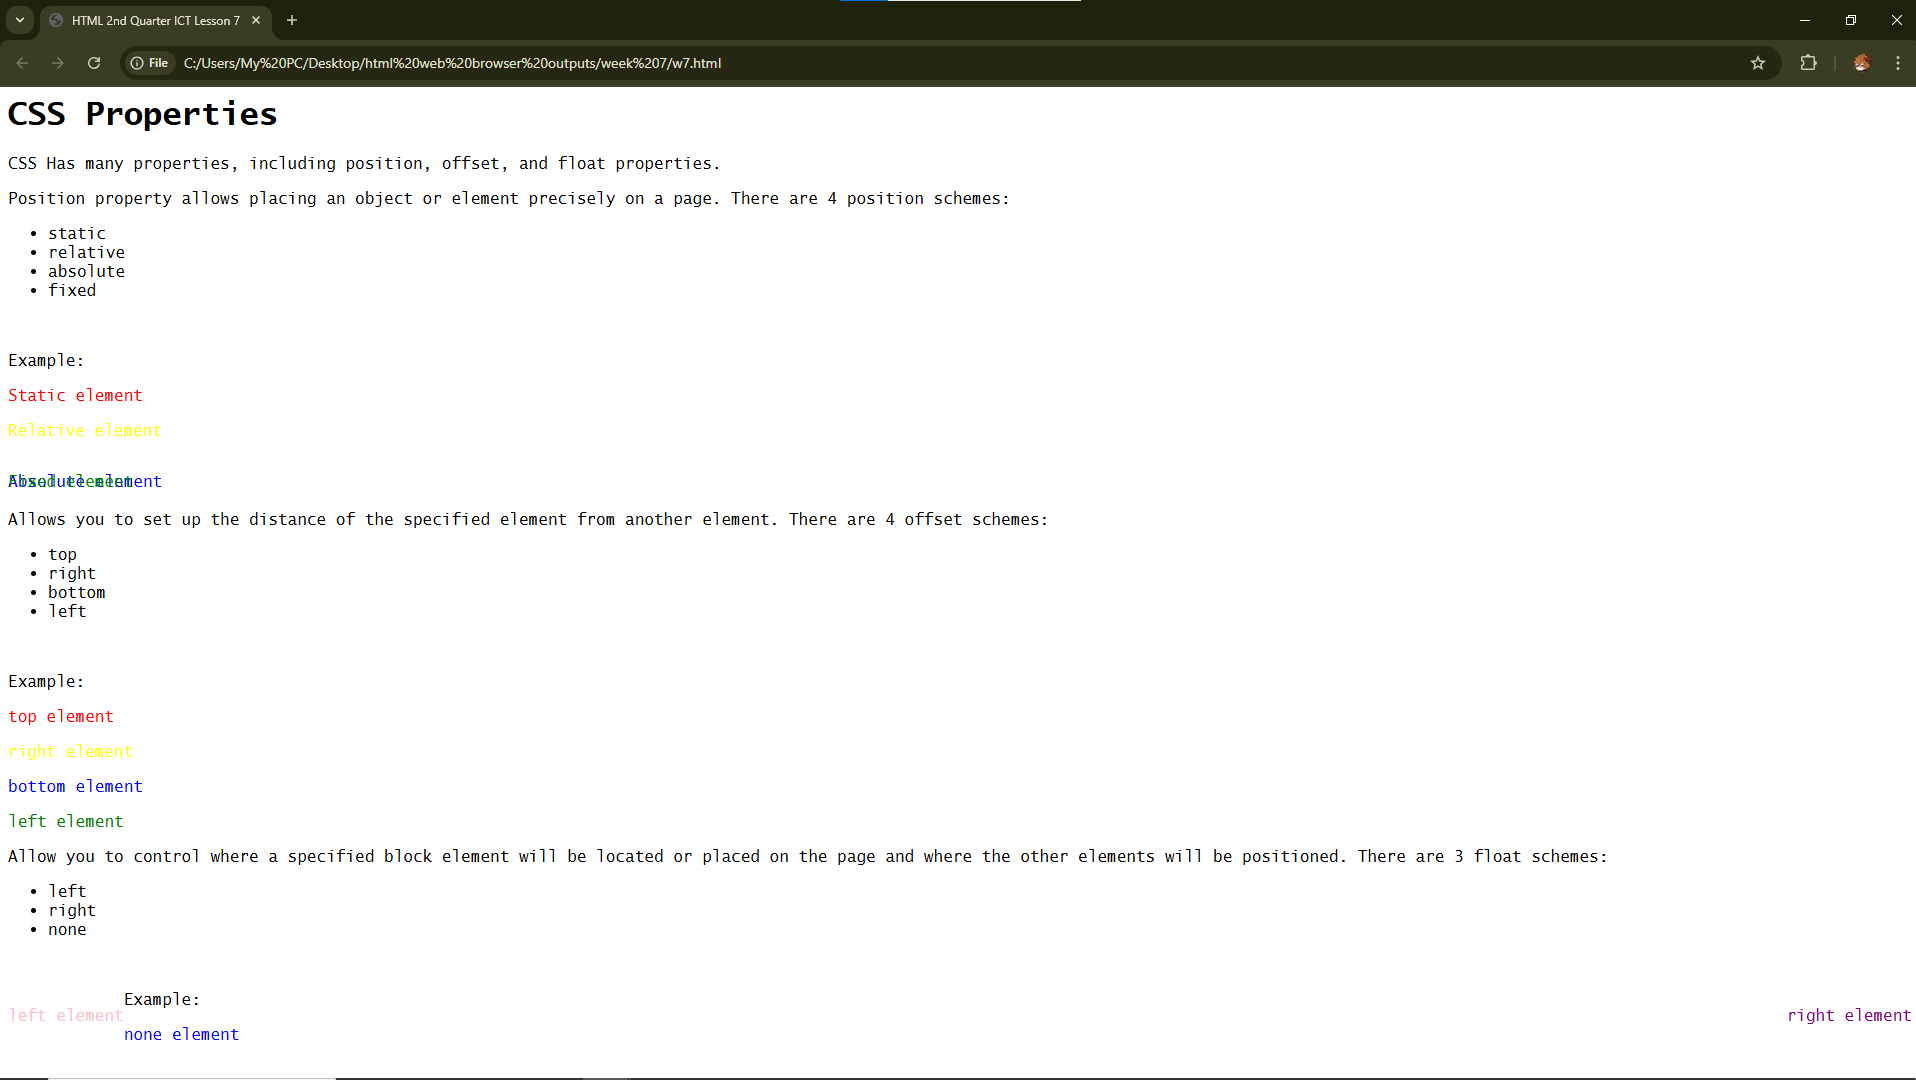 HTML 2nd Quarter ICT Lesson 7
File C:/Users/My%20PC/Desktop/html%20web%20browser%20outputs/week%207/w7.html
CSS Properties
CSS Has many properties, including position, offset, and float properties.
Position property allows placing an object or element precisely on a page. There are 4 position schemes:
• static
• relative
• absolute
• fixed
Example:
Static element
Relative element
Absolute element
Fixed element
Allows you to set up the distance of the specified element from another element. There are 4 offset schemes:
• top
• right
• bottom
• left
Example:
top element
right element
bottom element
left element
Allow you to control where a specified block element will be located or placed on the page and where the other elements will be positioned. There are 3 float schemes:
• left
• right
• none
Example:
left element
right element
none element